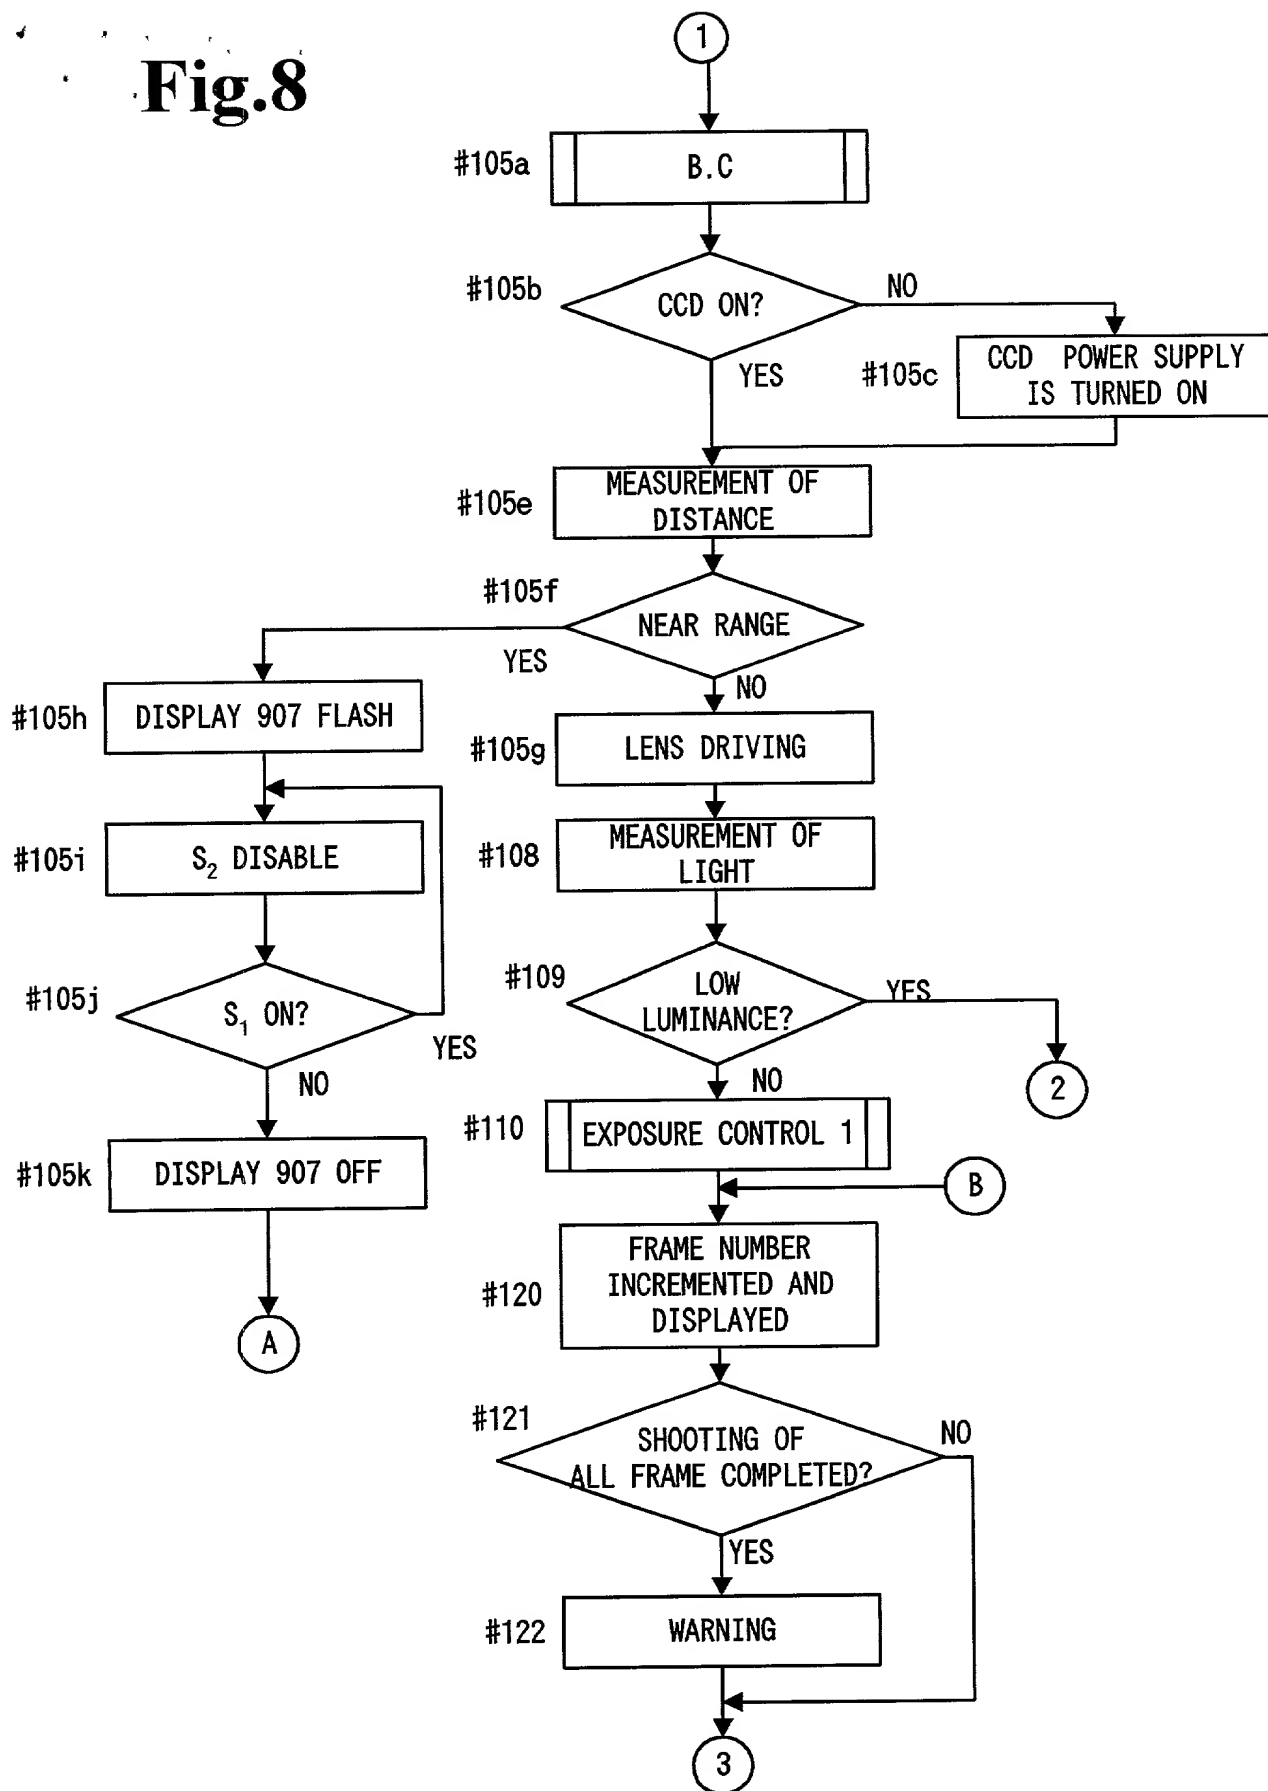 Fig.8
1
#105a
B.C
#105b
CCD ON?
NO
YES
#105c
CCD POWER SUPPLY
IS TURNED ON
#105e
MEASUREMENT OF
DISTANCE
#105f
NEAR RANGE
YES
NO
#105h
DISPLAY 907 FLASH
#105g
LENS DRIVING
#105i
S2 DISABLE
#108
MEASUREMENT OF
LIGHT
#105j
S1 ON?
YES
NO
#109
LOW
LUMINANCE?
YES
2
NO
#110
EXPOSURE CONTROL 1
#105k
DISPLAY 907 OFF
B
A
#120
FRAME NUMBER
INCREMENTED AND
DISPLAYED
#121
SHOOTING OF
ALL FRAME COMPLETED?
NO
YES
#122
WARNING
3